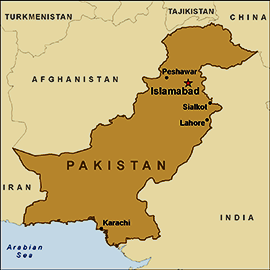 TAJIKISTAN
TURKMENISTAN
CHINA
Peshawar
AFGHANISTAN
Islamabad
Sialkot
Lahore
PAKISTAN
IRAN
INDIA
Karachi
Arabian
Sea